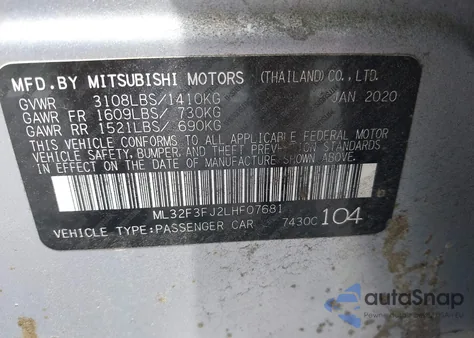 MFD. BY MITSUBISHI MOTORS (THAILAND) CO., LTD.
GVWR 3108LBS/1410KG JAN 2020
GAWR FR 1609LBS/ 730KG
GAWR RR 1521LBS/ 690KG
THIS VEHICLE CONFORMS TO ALL APPLICABLE FEDERAL MOTOR
VEHICLE SAFETY, BUMPER, AND THEFT PREVENTION STANDARDS
IN EFFECT ON THE DATE OF MANUFACTURE SHOWN ABOVE.
ML32F3FJ2LHF07681
VEHICLE TYPE:PASSENGER CAR 7430C 104
autoSnap